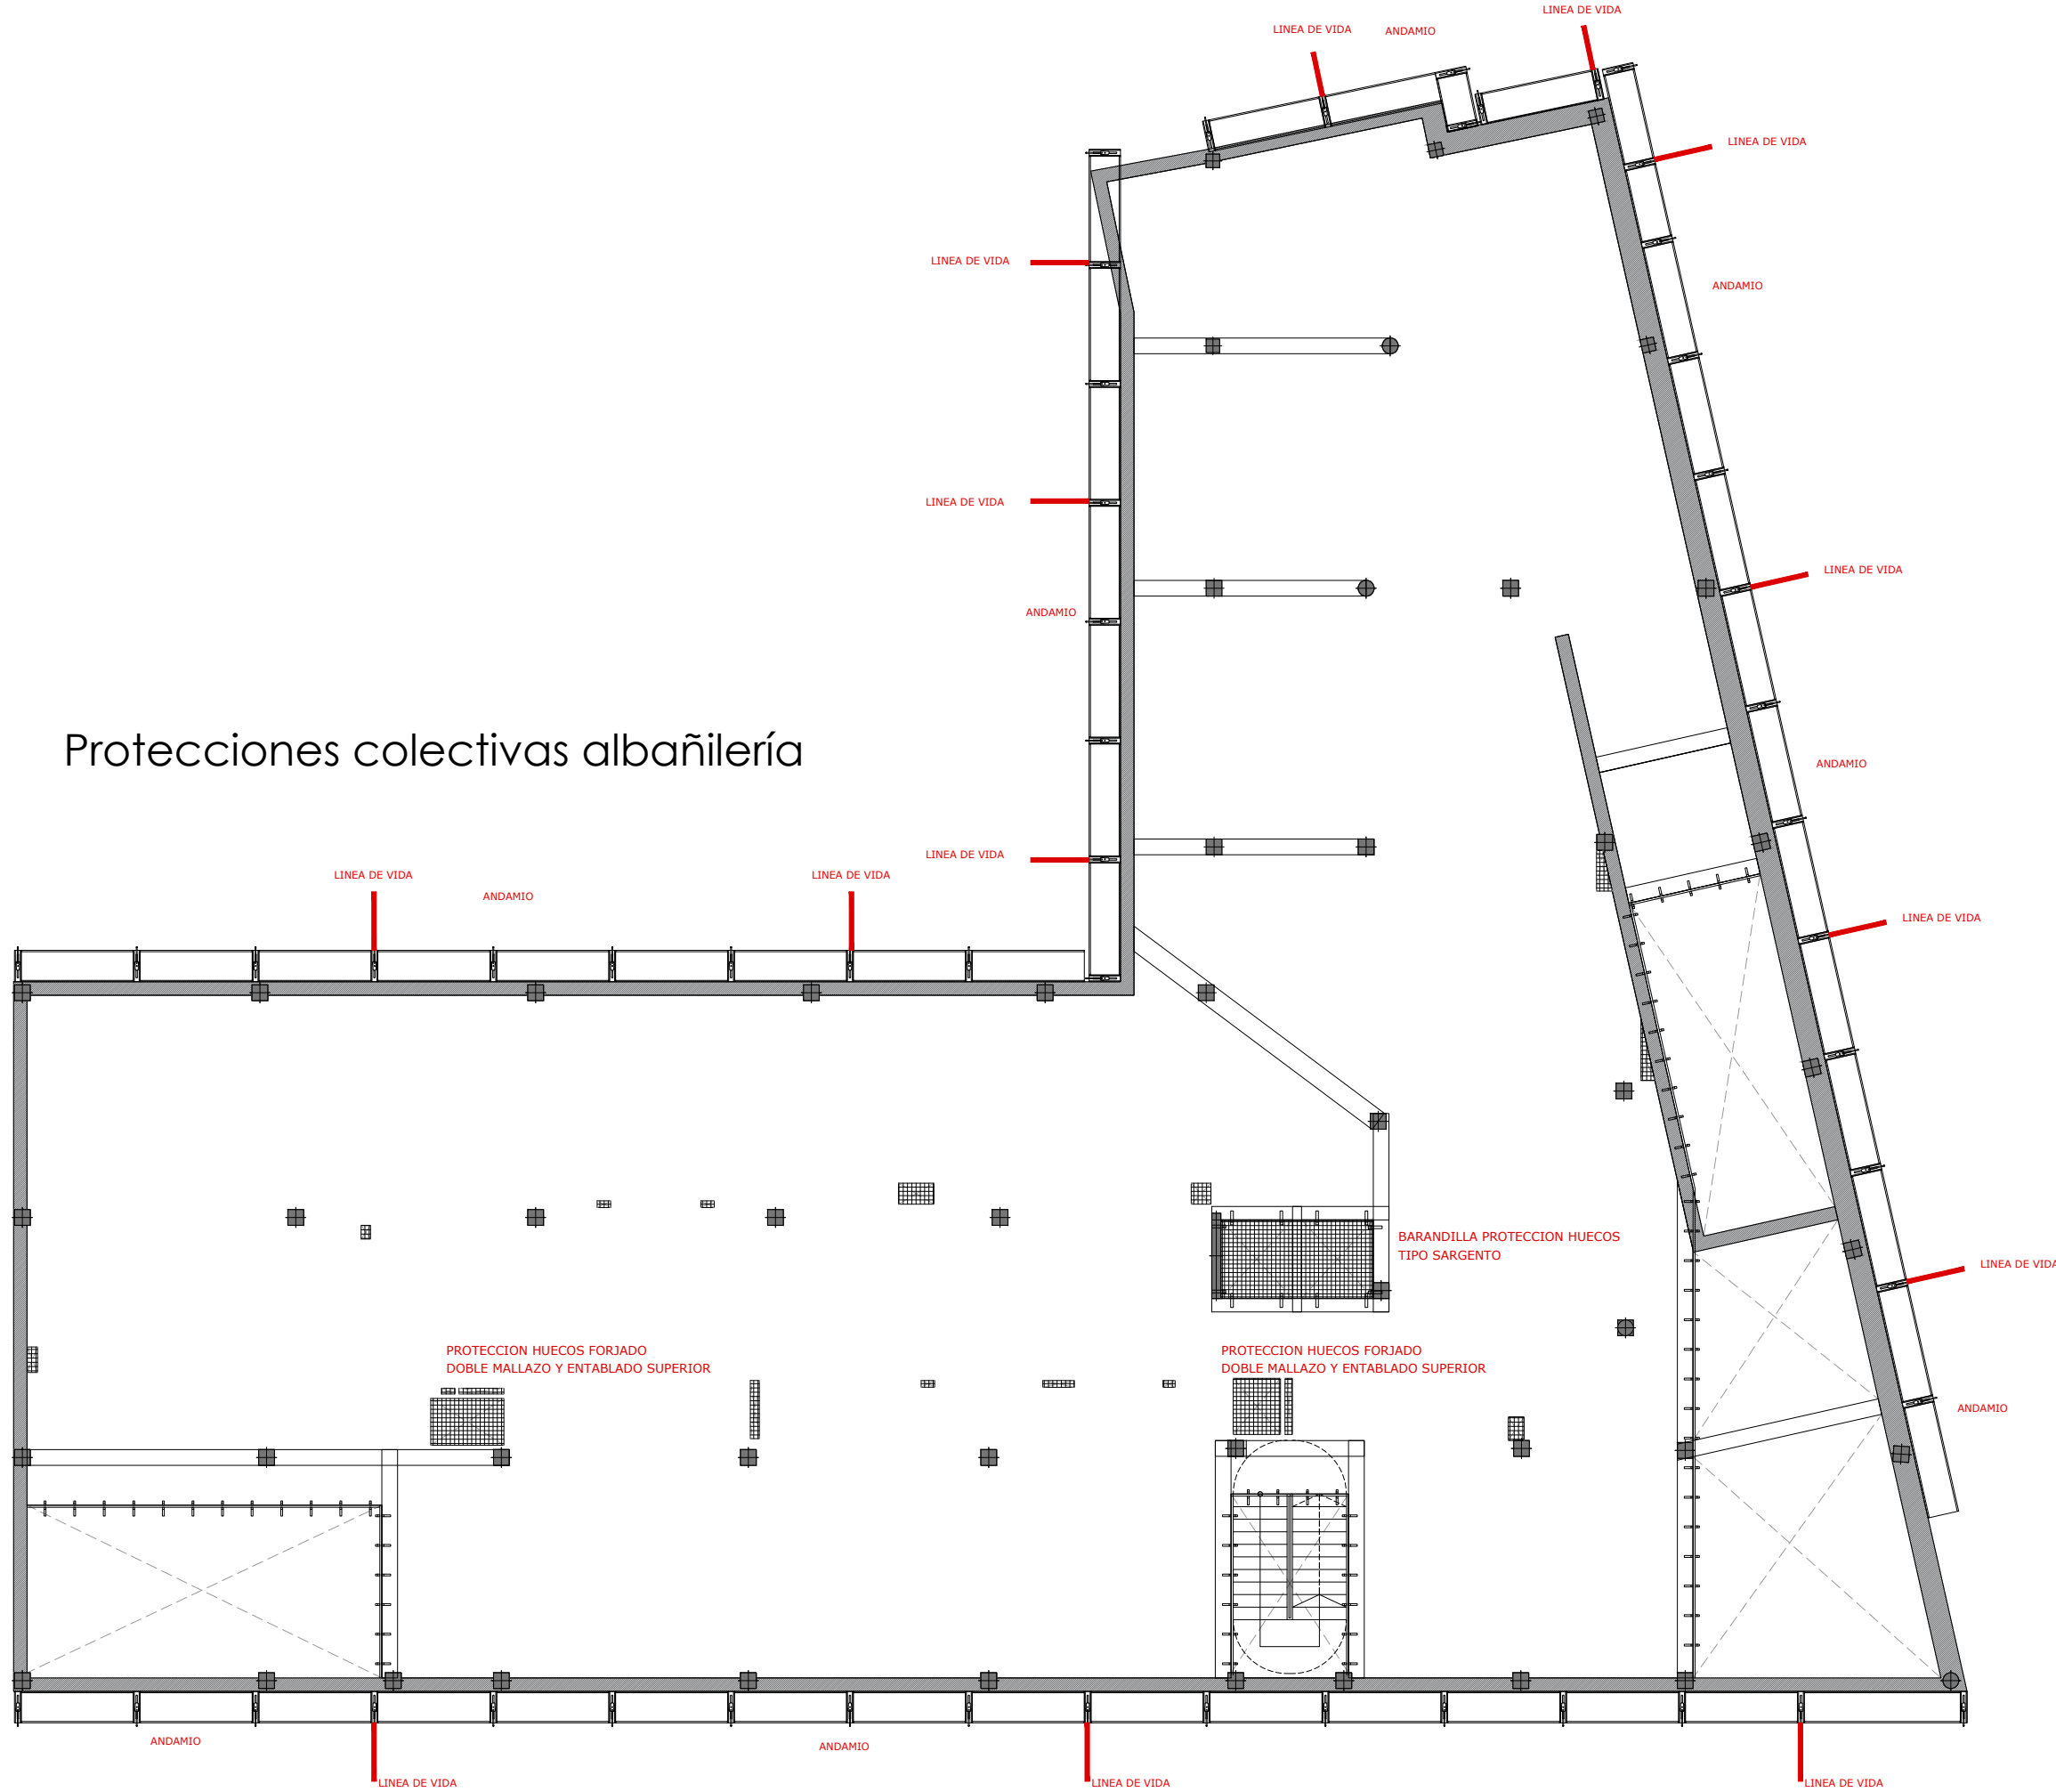 LINEA DE VIDA
LINEA DE VIDA
ANDAMIO
LINEA DE VIDA
LINEA DE VIDA
ANDAMIO
LINEA DE VIDA
LINEA DE VIDA
ANDAMIO
Protecciones colectivas albañilería
ANDAMIO
LINEA DE VIDA
LINEA DE VIDA
LINEA DE VIDA
ANDAMIO
LINEA DE VIDA
BARANDILLA PROTECCION HUECOS
TIPO SARGENTO
LINEA DE VIDA
PROTECCION HUECOS FORJADO
DOBLE MALLAZO Y ENTABLADO SUPERIOR
PROTECCION HUECOS FORJADO
DOBLE MALLAZO Y ENTABLADO SUPERIOR
ANDAMIO
ANDAMIO
ANDAMIO
LINEA DE VIDA
LINEA DE VIDA
LINEA DE VIDA